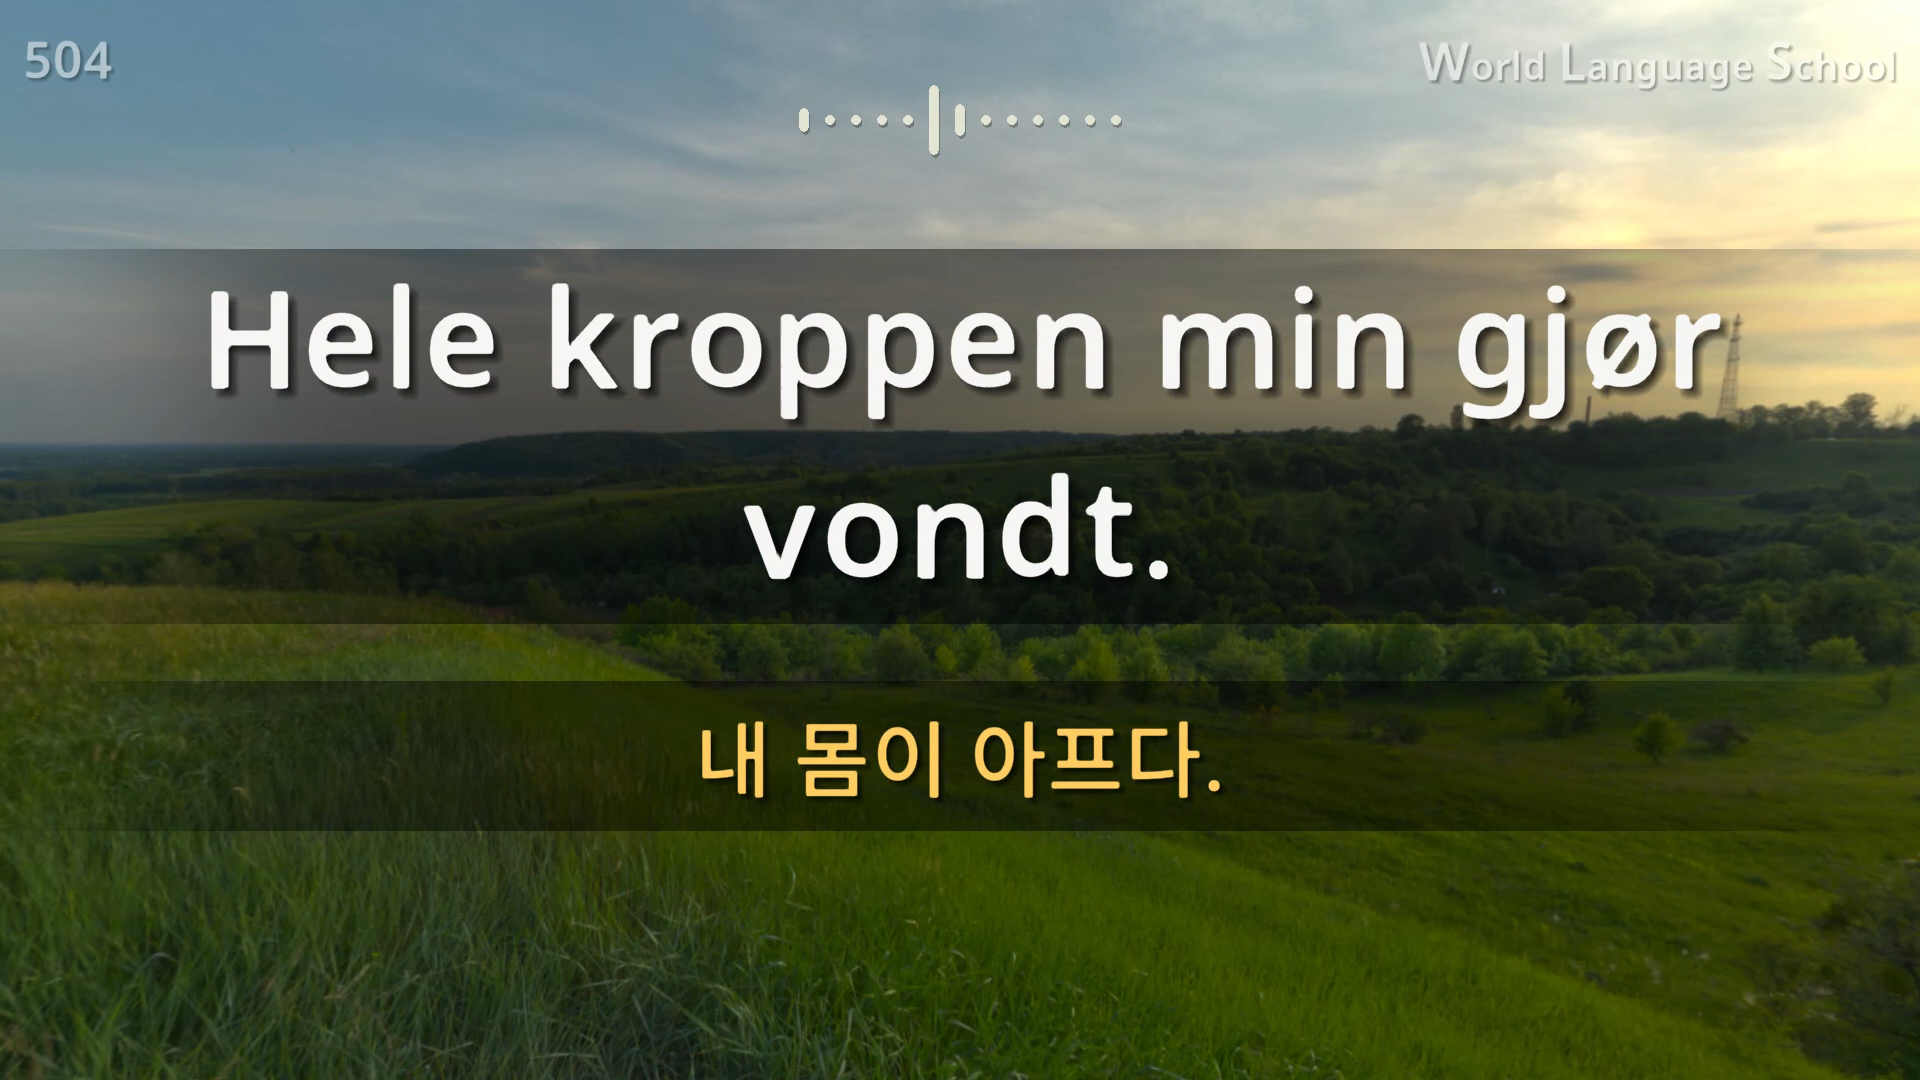 504
World Language School
Hele kroppen min gjør
vondt.
내 몸이 아프다.